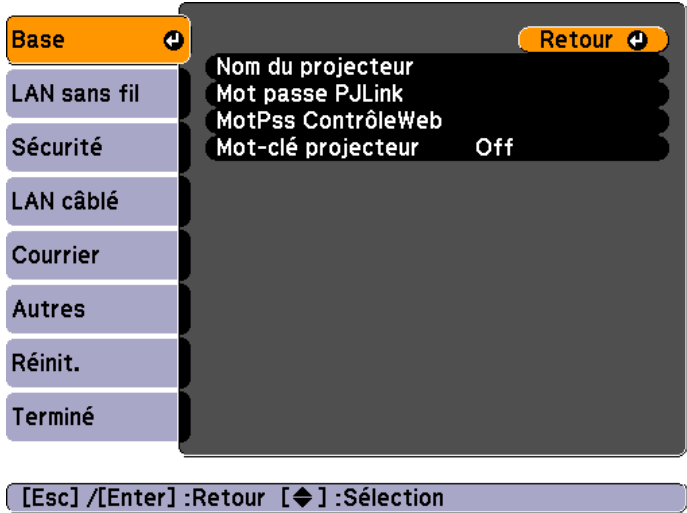 Base
Retour
Nom du projecteur
Mot passe PJLink
MotPss ContrôleWeb
Mot-clé projecteur Off
LAN sans fil
Sécurité
LAN câblé
Courrier
Autres
Réinit.
Terminé
[Esc] /[Enter] :Retour [◆] :Sélection